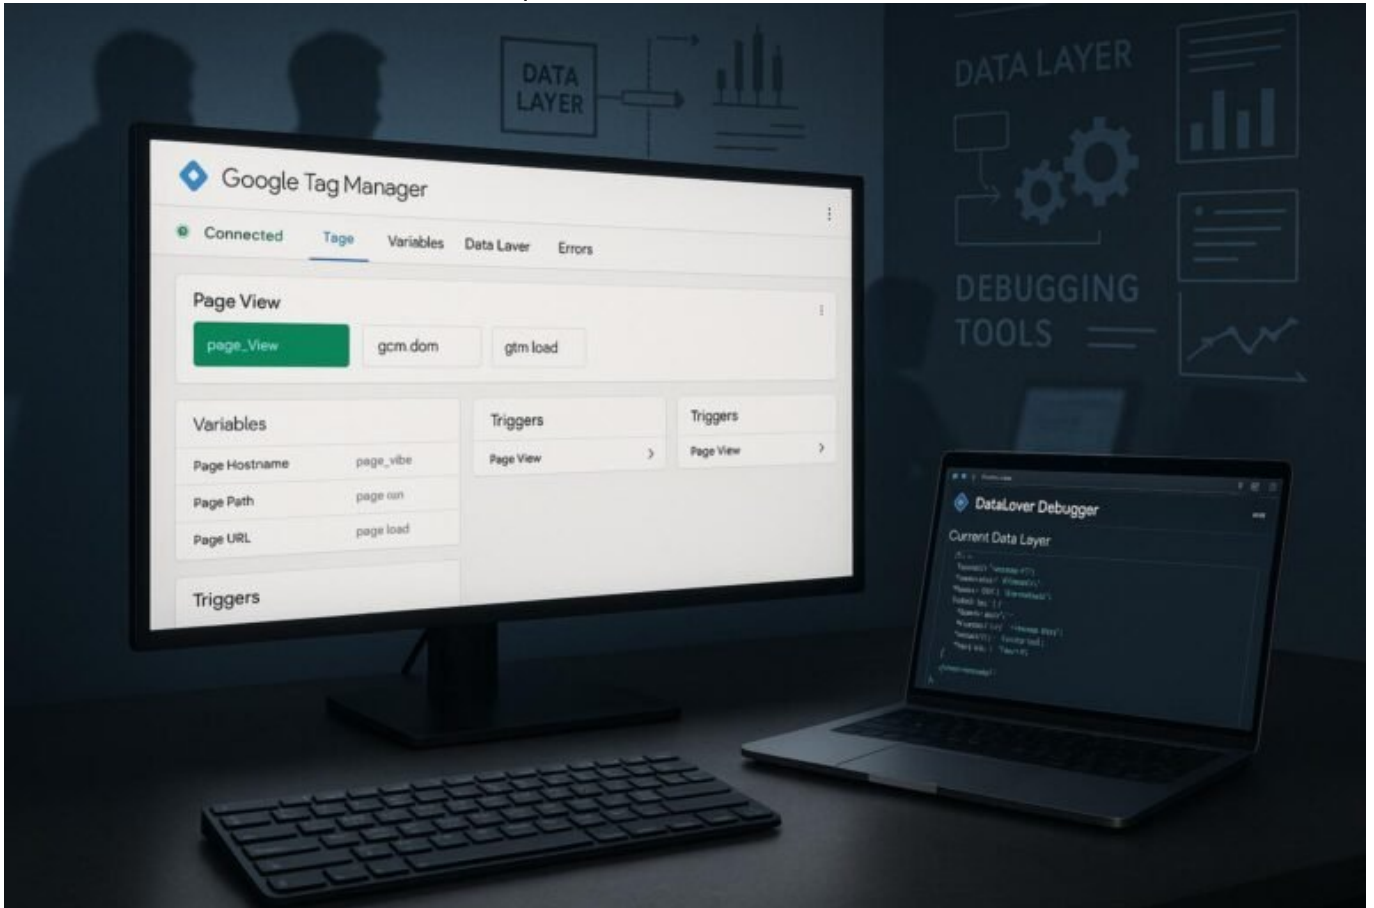 DATA
LAYER
DATA LAYER
DEBUGGING
TOOLS
Google Tag Manager
Connected
Tage
Variables
Data Laver
Errors
Page View
page_View
gcm dom
gtm load
Variables
Page Hostname
page_vibe
Page Path
page
Page URL
page load
Triggers
Page View
Triggers
Page View
Triggers
DataLover Debugger
Current Data Layer